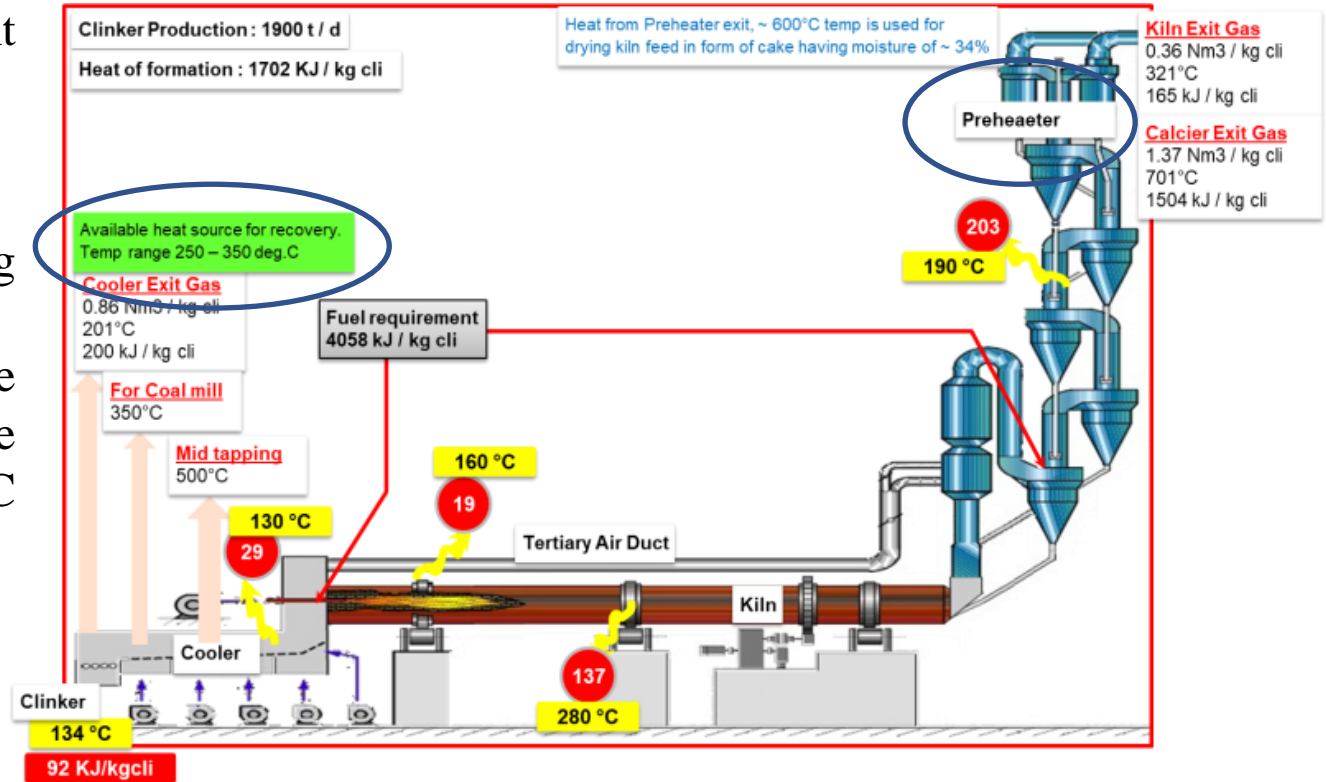 t
g
e
e
C
Clinker Production : 1900 t / d
Heat of formation : 1702 KJ / kg cli
Heat from Preheater exit, ~ 600°C temp is used for
drying kiln feed in form of cake having moisture of ~ 34%
Kiln Exit Gas
0.36 Nm3 / kg cli
321°C
165 kJ / kg cli
Preheaeter
Calcier Exit Gas
1.37 Nm3 / kg cli
701°C
1504 kJ / kg cli
Available heat source for recovery.
Temp range 250 – 350 deg.C
Cooler Exit Gas
0.86 Nm3 / kg cli
201°C
200 kJ / kg cli
203
190 °C
Fuel requirement
4058 kJ / kg cli
For Coal mill
350°C
Mid tapping
500°C
160 °C
19
130 °C
29
Tertiary Air Duct
Kiln
Cooler
137
280 °C
Clinker
134 °C
92 KJ/kgcli